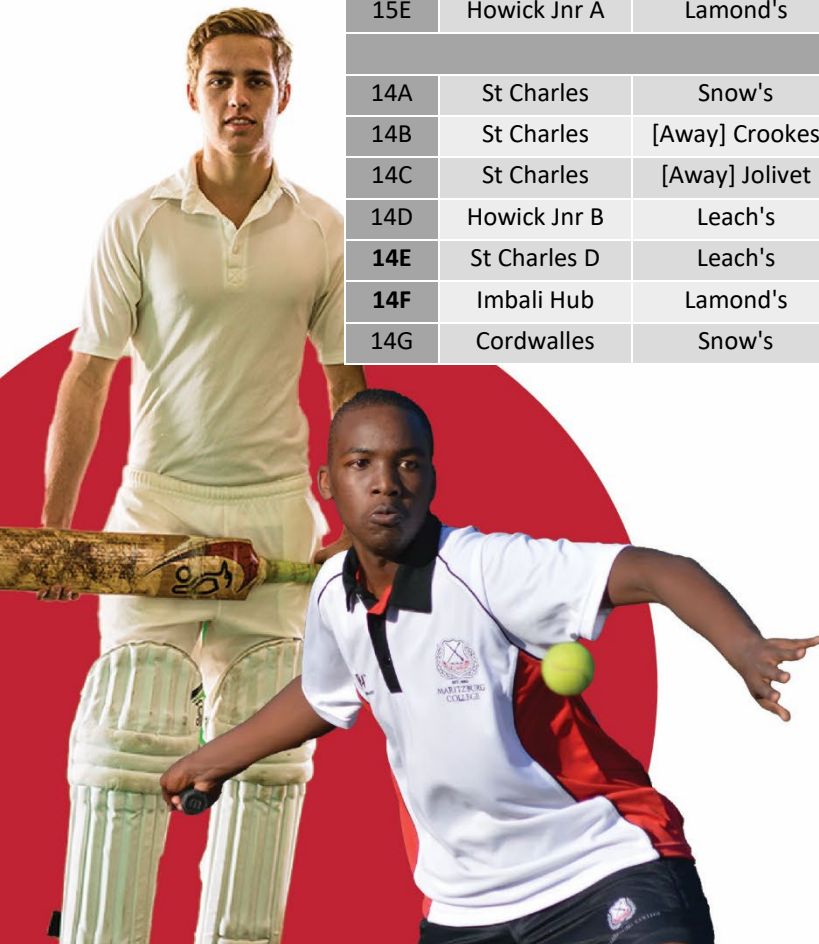 15E Howick Jnr A Lamond's
14A St Charles Snow's
14B St Charles [Away] Crookes
14C St Charles [Away] Jolivet
14D Howick Jnr B Leach's
14E St Charles D Leach's
14F Imbali Hub Lamond's
14G Cordwalles Snow's
MARITZBURG
COLLEGE